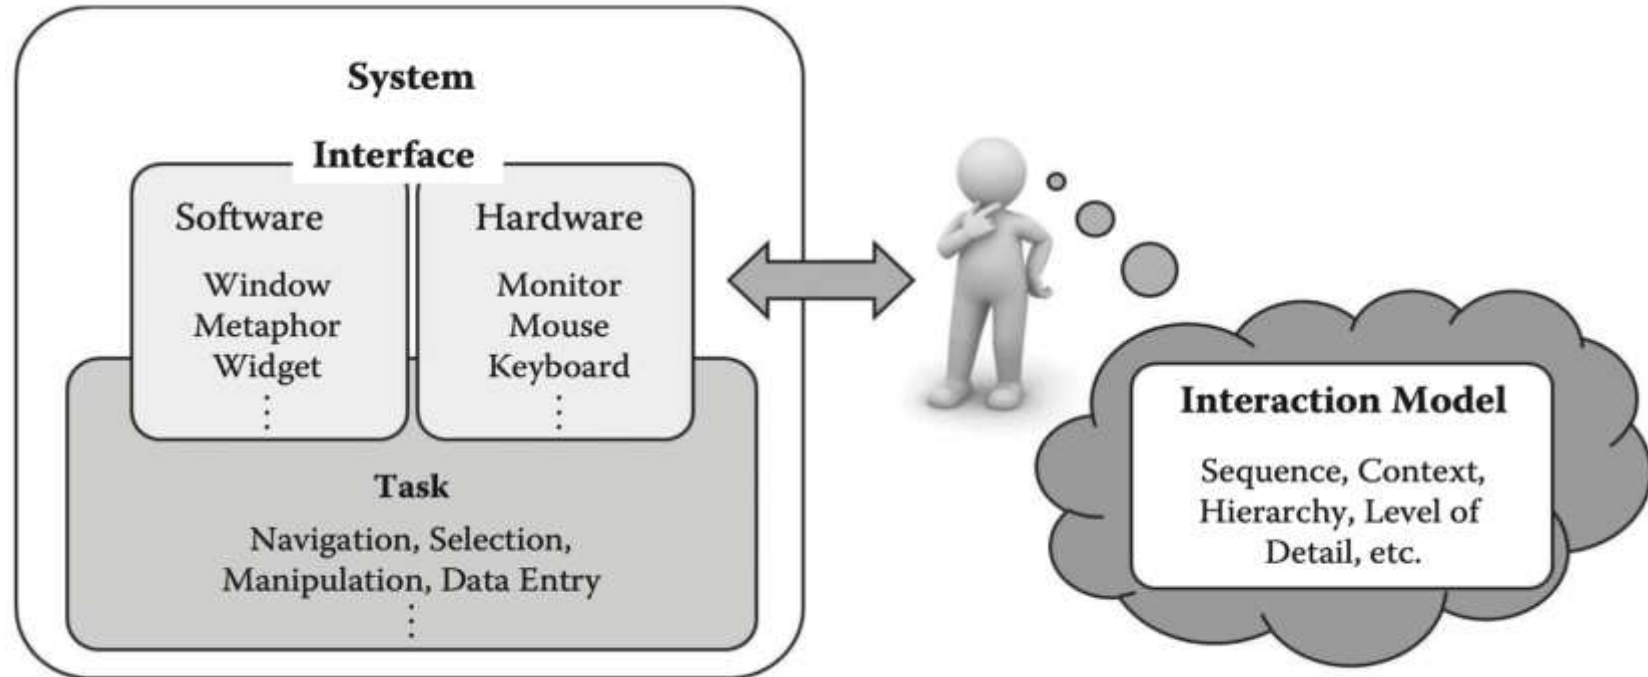 System
Interface
Software
Window
Metaphor
Widget
Hardware
Monitor
Mouse
Keyboard
Task
Navigation, Selection,
Manipulation, Data Entry
Interaction Model
Sequence, Context,
Hierarchy, Level of
Detail, etc.